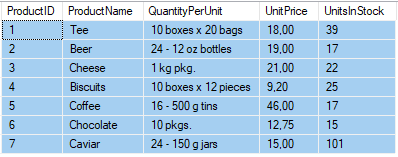 ProductID ProductName QuantityPerUnit UnitPrice UnitsInStock
1 Tee 10 boxes x 20 bags 18,00 39
2 Beer 24 - 12 oz bottles 19,00 17
3 Cheese 1 kg pkg. 21,00 22
4 Biscuits 10 boxes x 12 pieces 9,20 25
5 Coffee 16 - 500 g tins 46,00 17
6 Chocolate 10 pkgs. 12,75 15
7 Caviar 24 - 150 g jars 15,00 101